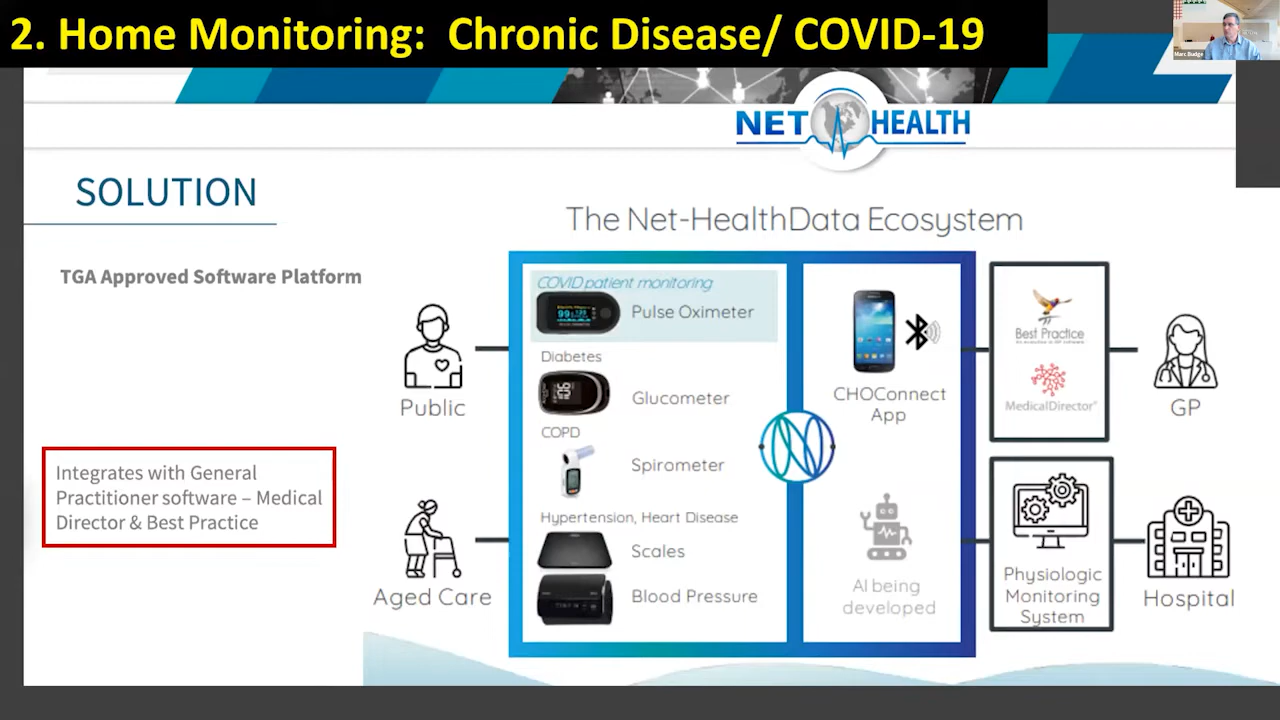 2. Home Monitoring: Chronic Disease/ COVID-19
Marc Budge
NET HEALTH
SOLUTION
The Net-HealthData Ecosystem
TGA Approved Software Platform
Integrates with General
Practitioner software – Medical
Director & Best Practice
Public
Aged Care
COVID patient monitoring
Pulse Oximeter
Diabetes
Glucometer
COPD
Spirometer
Hypertension, Heart Disease
Scales
Blood Pressure
CHOConnect
App
AI being
developed
Best Practice
MedicalDirector
Physiologic
Monitoring
System
GP
Hospital